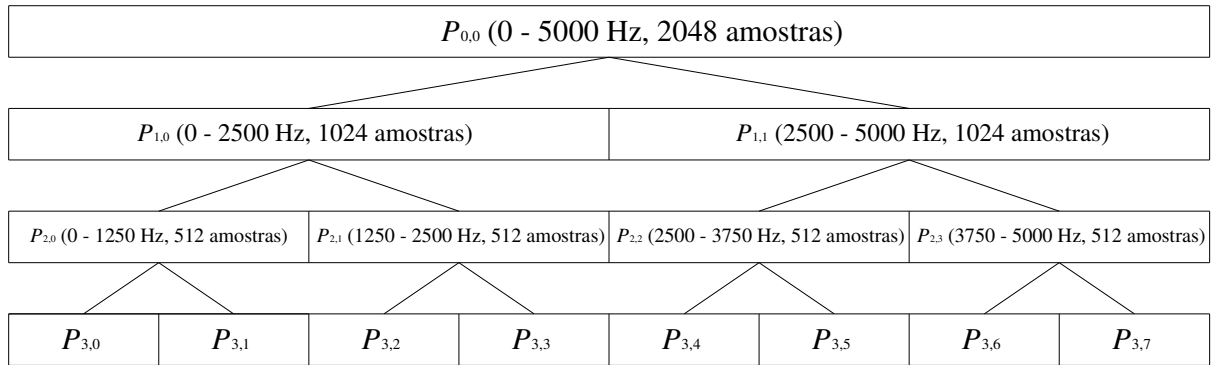 P0,0 (0 - 5000 Hz, 2048 amostras)
P1,0 (0 - 2500 Hz, 1024 amostras) P1,1 (2500 - 5000 Hz, 1024 amostras)
P2,0 (0 - 1250 Hz, 512 amostras) P2,1 (1250 - 2500 Hz, 512 amostras) P2,2 (2500 - 3750 Hz, 512 amostras) P2,3 (3750 - 5000 Hz, 512 amostras)
P3,0 P3,1 P3,2 P3,3 P3,4 P3,5 P3,6 P3,7